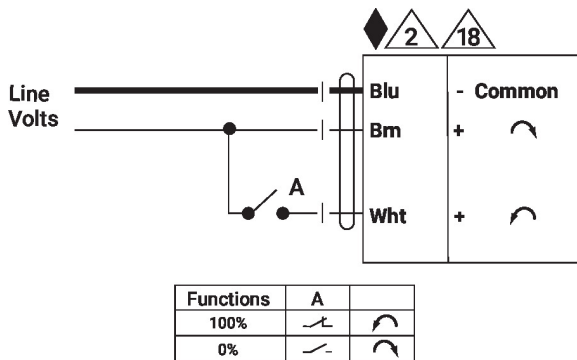 2 18
Line
Volts
Blu - Common
Brn +
A
Wht +
Functions A
100%
0%